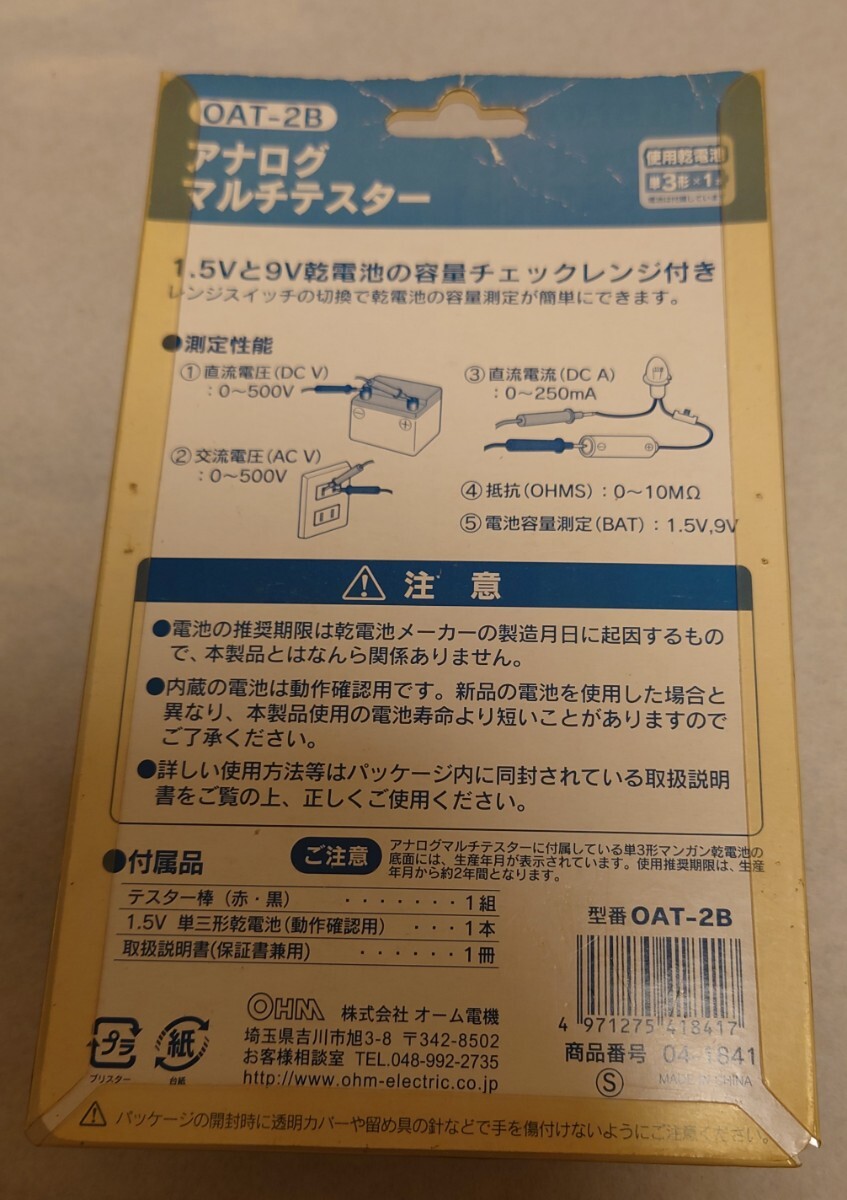 OAT-2B
アナログ
マルチテスター
使用乾電池
単3形×1
1.5Vと9V乾電池の容量チェックレンジ付き
レンジスイッチの切換で乾電池の容量測定が簡単にできます。
●測定性能
①直流電圧(DC V)
:0～500V
②交流電圧(AC V)
:0～500V
③直流電流(DC A)
:0～250mA
④抵抗(OHMS):0～10MΩ
⑤電池容量測定(BAT):1.5V,9V
注 意
●電池の推奨期限は乾電池メーカーの製造月日に起因するもの
で、本製品とはなんら関係ありません。
●内蔵の電池は動作確認用です。新品の電池を使用した場合と
異なり、本製品使用の電池寿命より短いことがありますので
ご了承ください。
●詳しい使用方法等はパッケージ内に同封されている取扱説明
書をご覧の上、正しくご使用ください。
●付属品
ご注意
アナログマルチテスターに付属している単3形マンガン乾電池の
底面には、生産年月が表示されています。使用推奨期限は、生産
年月から約2年間となります。
テスター棒(赤・黒)・・・・・・・1組
1.5V 単三形乾電池(動作確認用)・・・1本
取扱説明書(保証書兼用)・・・・・・1冊
型番 OAT-2B
4 971275 418417
商品番号 04-1841
S MADE IN CHINA
プラ
ブリスター
紙
台紙
OHM 株式会社 オーム電機
埼玉県吉川市旭3-8 〒342-8502
お客様相談室 TEL.048-992-2735
http://www.ohm-electric.co.jp
パッケージの開封時に透明カバーや留め具の針などで手を傷付けないようにご注意ください。